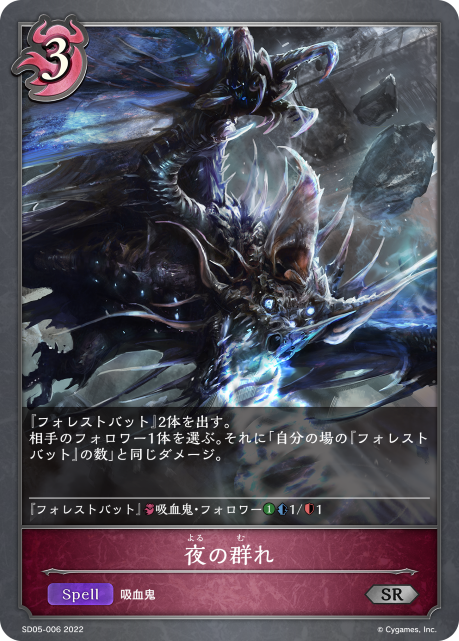 3
『フォレストバット』2体を出す。
相手のフォロワー1体を選ぶ。それに「自分の場の『フォレスト
バット』の数」と同じダメージ。
『フォレストバット』吸血鬼・フォロワー1 1/1
よる む
夜の群れ
Spell 吸血鬼 SR
SD05-006 2022 © Cygames, Inc.